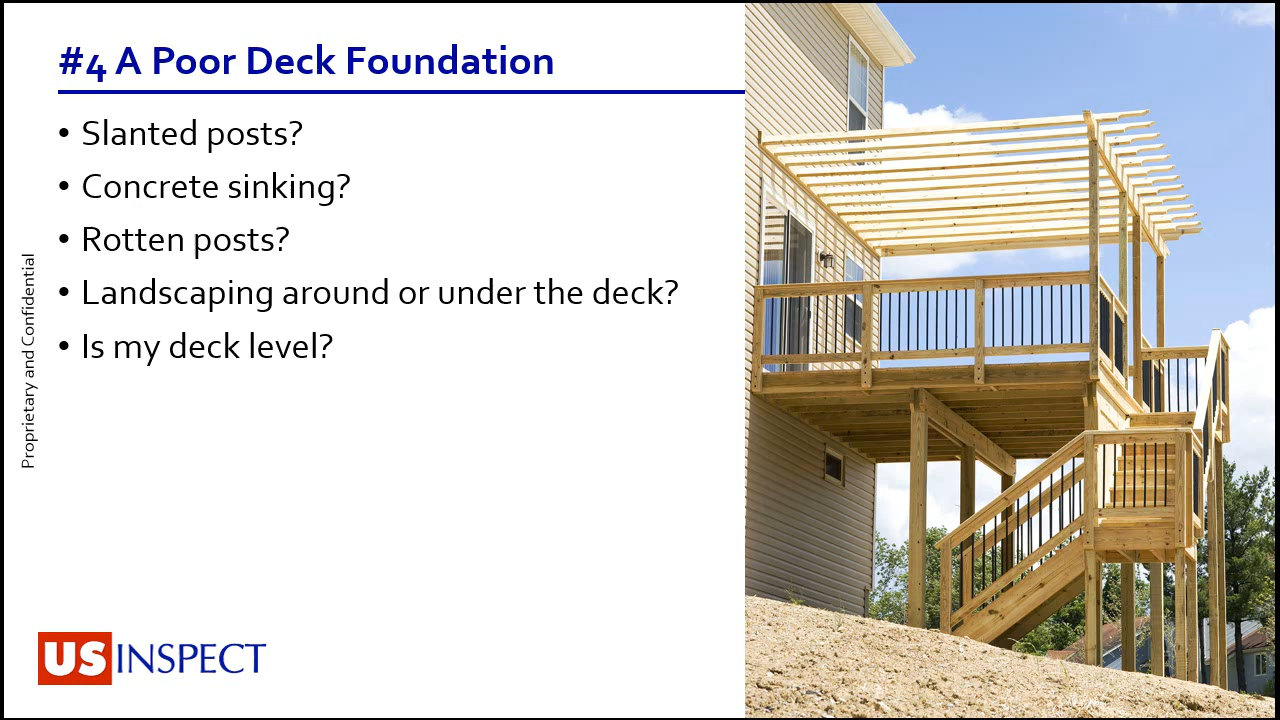 #4 A Poor Deck Foundation
• Slanted posts?
• Concrete sinking?
• Rotten posts?
• Landscaping around or under the deck?
• Is my deck level?
Proprietary and Confidential
US INSPECT